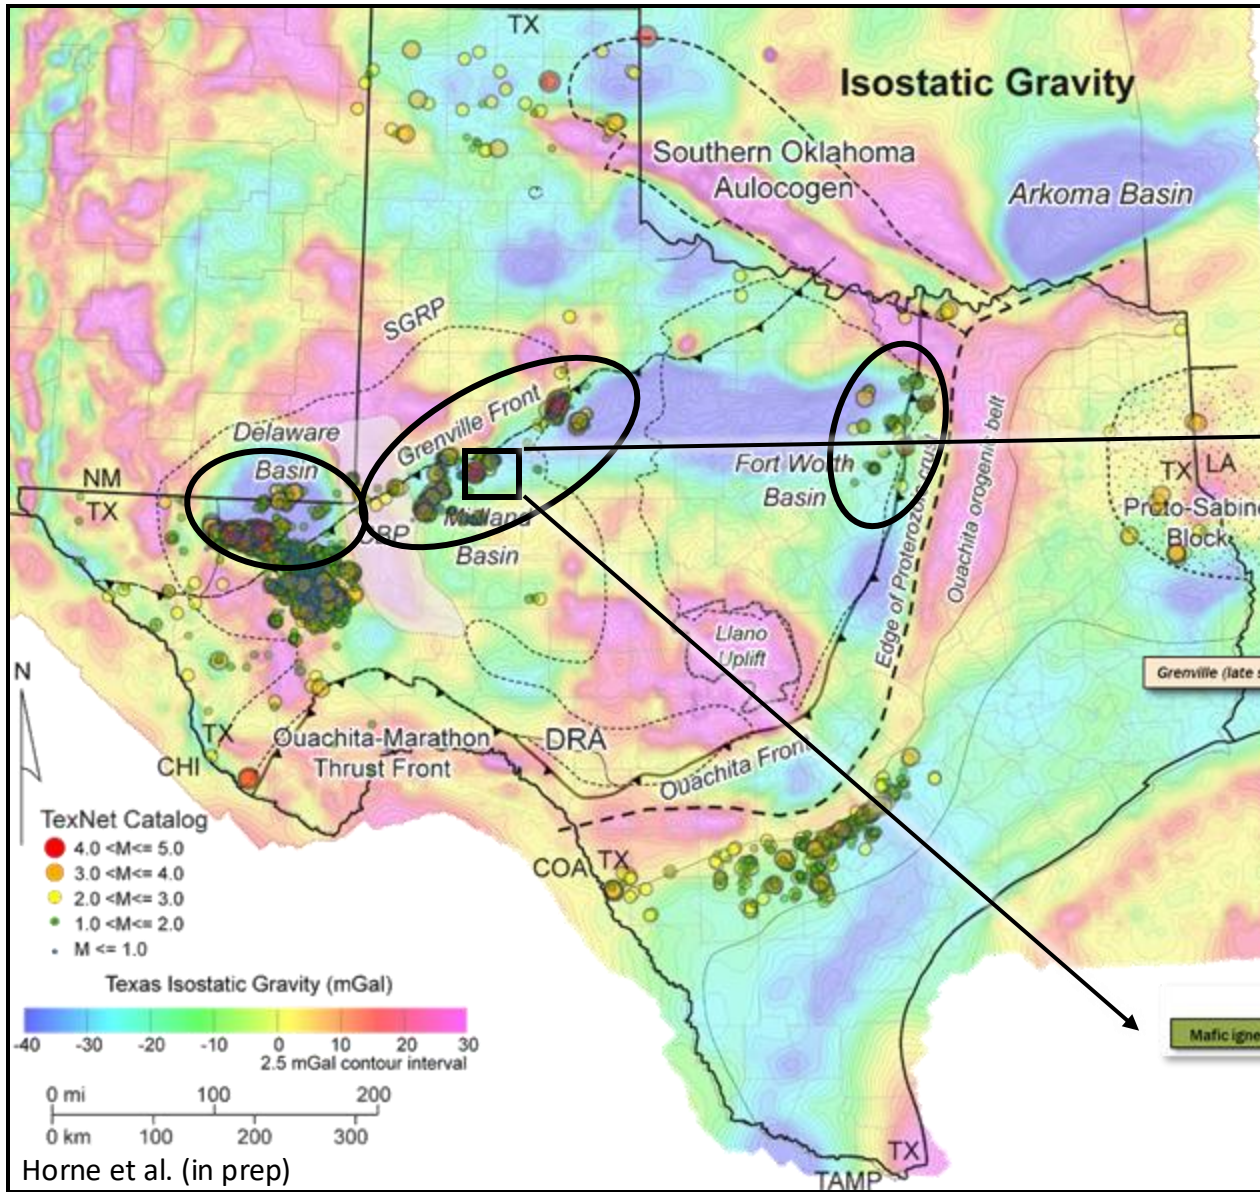 TX
Isostatic Gravity
Southern Oklahoma
Aulocogen
Arkoma Basin
SGRP
Grenville Front
Delaware
Basin
NM
TX
CBP
Midland
Basin
Fort Worth
Basin
Edge of Proterozoic crust
Ouachita orogenic belt
TX
LA
Proto-Sabine
Block
Llano
Uplift
Grenville (late s
N
TX
CHI
Ouachita-Marathon
Thrust Front
DRA
Ouachita Front
COA
TX
TexNet Catalog
4.0 <M<= 5.0
3.0 <M<= 4.0
2.0 <M<= 3.0
1.0 <M<= 2.0
M <= 1.0
Mafic igne
Texas Isostatic Gravity (mGal)
-40 -30 -20 -10 0 10 20 30
2.5 mGal contour interval
0 mi 100 200
0 km 100 200 300
Horne et al. (in prep)
TX
TAMP